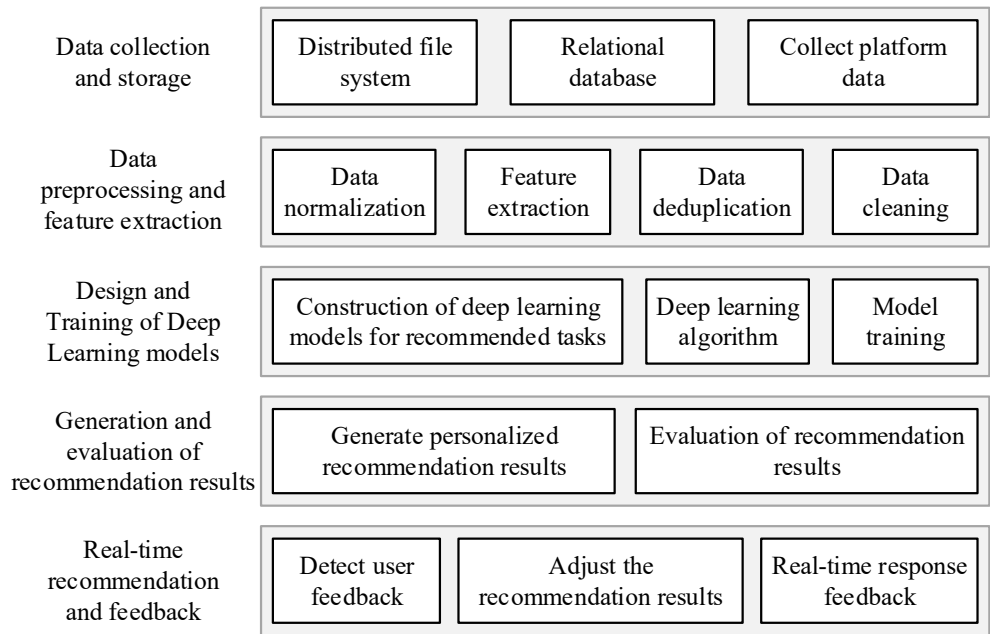 Data collection
and storage
Distributed file
system
Relational
database
Collect platform
data
Data
preprocessing and
feature extraction
Data
normalization
Feature
extraction
Data
deduplication
Data
cleaning
Design and
Training of Deep
Learning models
Construction of deep learning
models for recommended tasks
Deep learning
algorithm
Model
training
Generation and
evaluation of
recommendation results
Generate personalized
recommendation results
Evaluation of recommendation
results
Real-time
recommendation
and feedback
Detect user
feedback
Adjust the
recommendation results
Real-time response
feedback